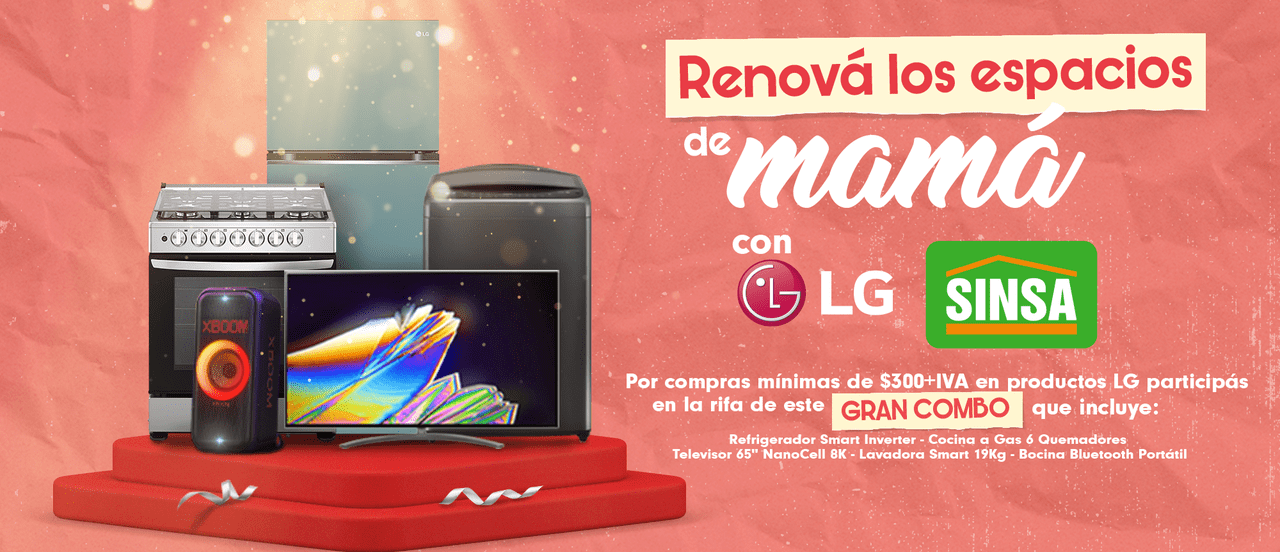 Renová los espacios
de mamá
con
LG
SINSA
Por compras mínimas de $300+IVA en productos LG participás
en la rifa de este GRAN COMBO que incluye:
Refrigerador Smart Inverter - Cocina a Gas 6 Quemadores
Televisor 65" NanoCell 8K - Lavadora Smart 19Kg - Bocina Bluetooth Portátil
LG
XBOOM
XBOOM